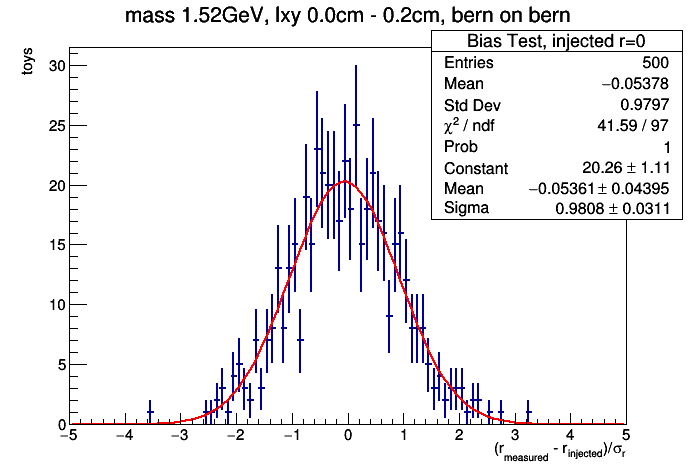 mass 1.52GeV, lxy 0.0cm - 0.2cm, bern on bern
toys
Bias Test, injected r=0
Entries 500
Mean −0.05378
Std Dev 0.9797
χ² / ndf 41.59 / 97
Prob 1
Constant 20.26 ± 1.11
Mean −0.05361 ± 0.04395
Sigma 0.9808 ± 0.0311
30
25
20
15
10
5
0
−5 −4 −3 −2 −1 0 1 2 3 4 5
(r_measured - r_injected)/σ_r